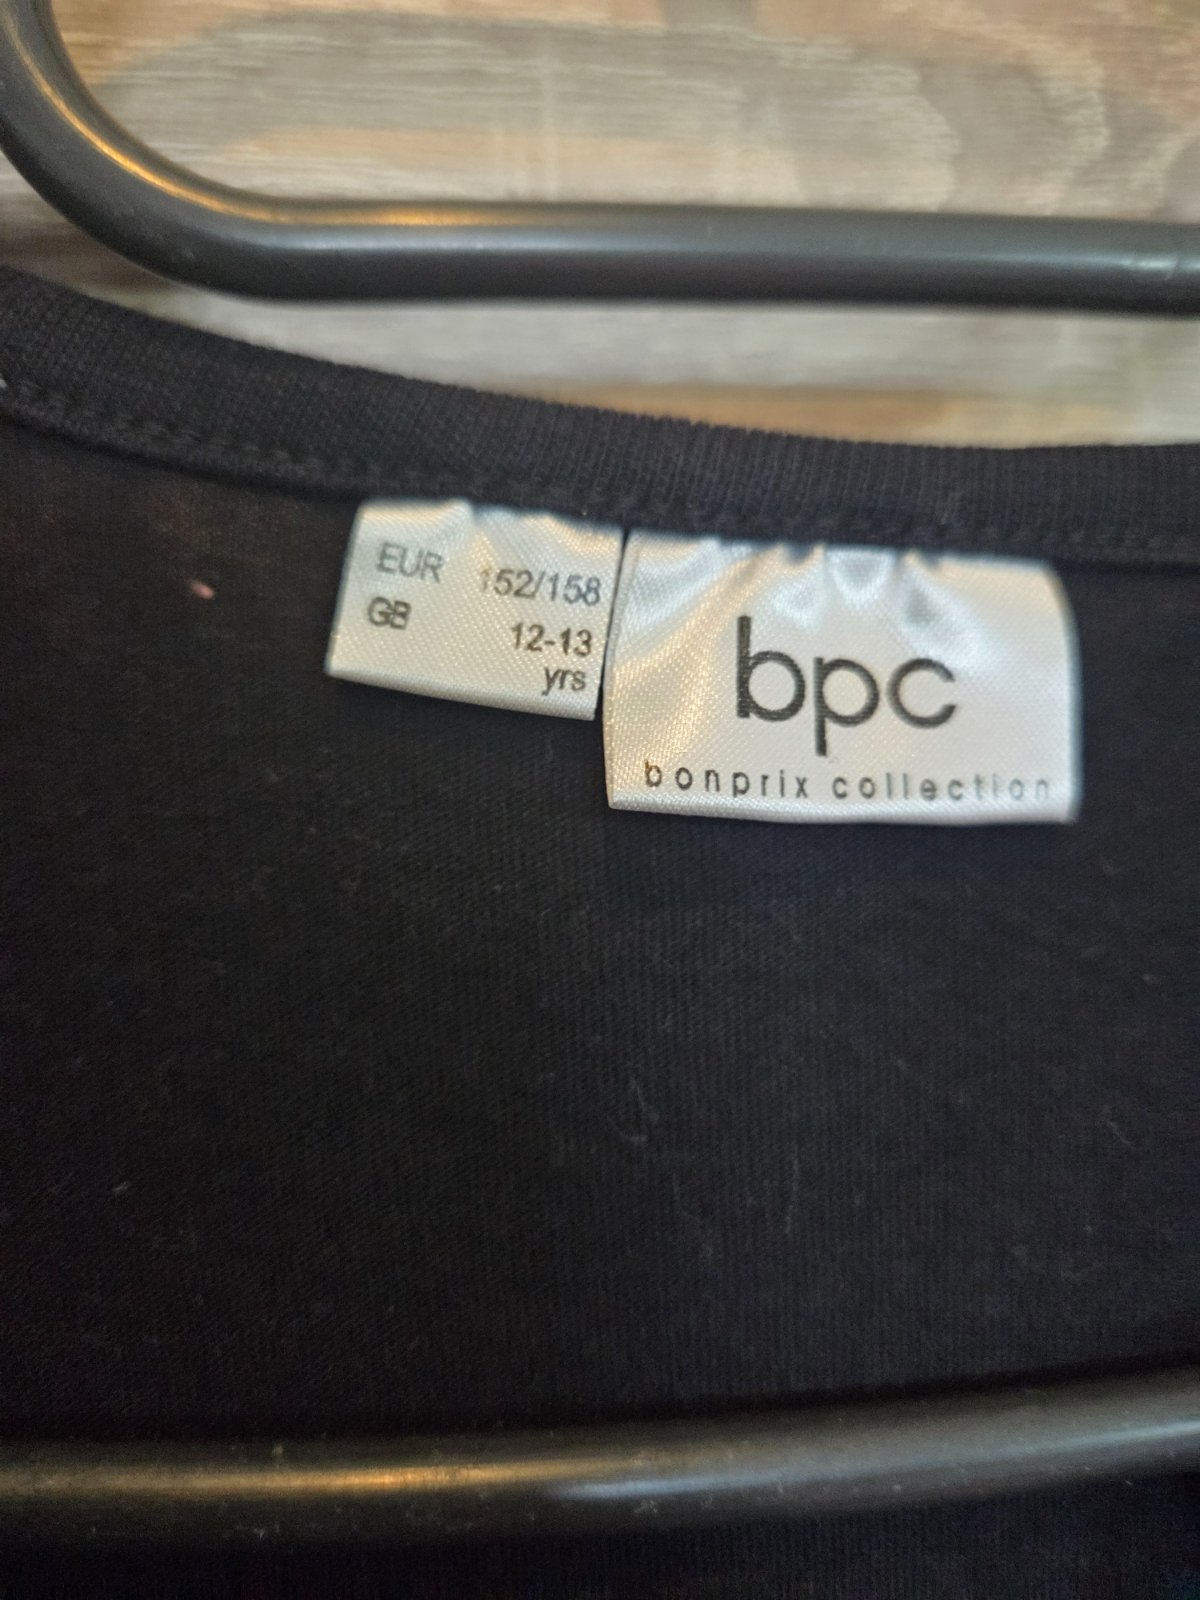 EUR 152/158
GB 12-13
yrs
bpc
bonprix collection